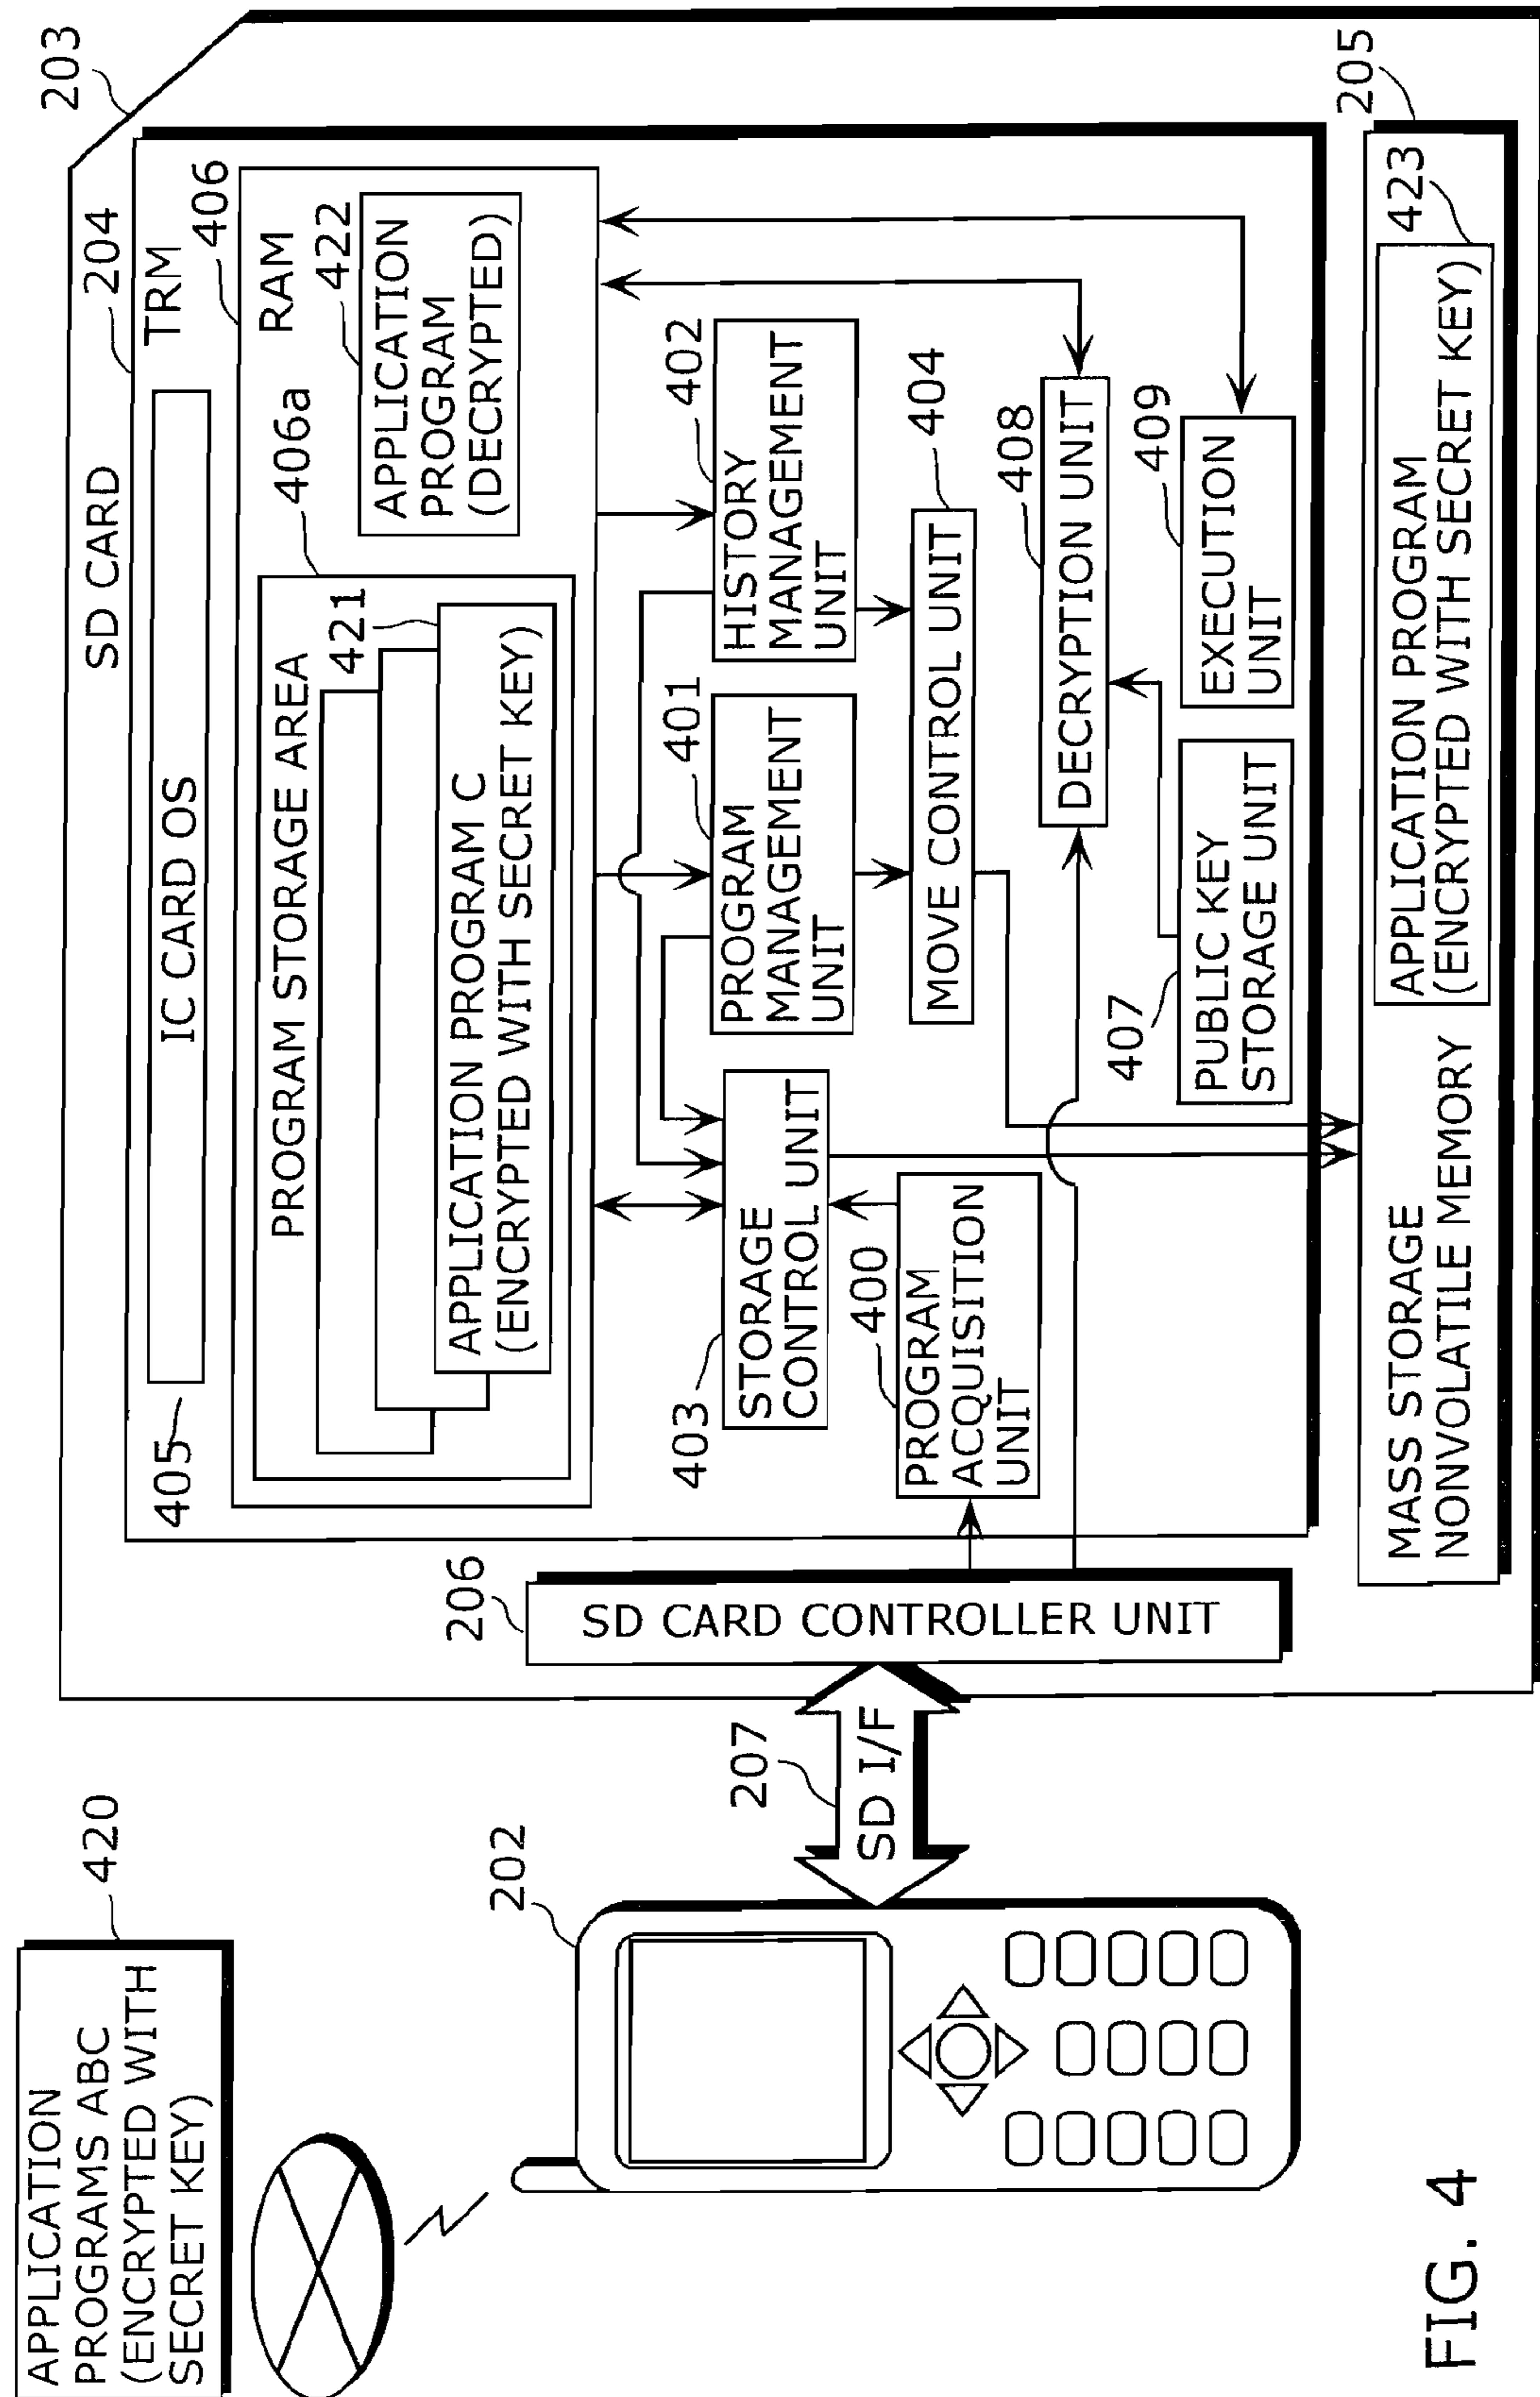 APPLICATION
PROGRAMS ABC
(ENCRYPTED WITH
SECRET KEY)
420
202
207
SD I/F
203
SD CARD
204
TRM
405
IC CARD OS
406
RAM
406a
PROGRAM STORAGE AREA
421
APPLICATION PROGRAM C
(ENCRYPTED WITH SECRET KEY)
422
APPLICATION
PROGRAM
(DECRYPTED)
206
SD CARD CONTROLLER UNIT
403
STORAGE
CONTROL UNIT
401
PROGRAM
MANAGEMENT
UNIT
402
HISTORY
MANAGEMENT
UNIT
400
PROGRAM
ACQUISITION
UNIT
MOVE CONTROL UNIT
404
408
DECRYPTION UNIT
407
PUBLIC KEY
STORAGE UNIT
409
EXECUTION
UNIT
205
MASS STORAGE
NONVOLATILE MEMORY
423
APPLICATION PROGRAM
(ENCRYPTED WITH SECRET KEY)
FIG. 4